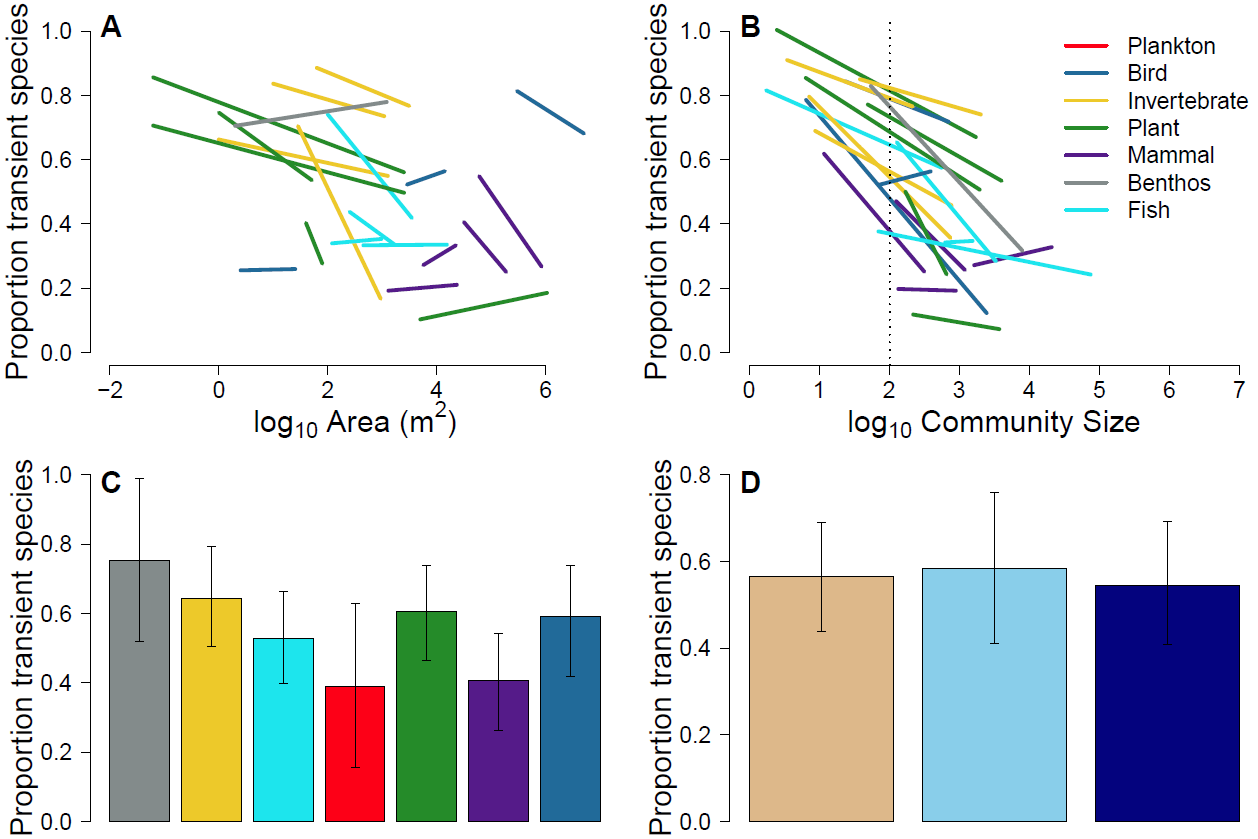 A
Proportion transient species
1.0
0.8
0.6
0.4
0.2
0.0
−2 0 2 4 6
log10 Area (m2)
B
Proportion transient species
1.0
0.8
0.6
0.4
0.2
0.0
0 1 2 3 4 5 6 7
log10 Community Size
Plankton
Bird
Invertebrate
Plant
Mammal
Benthos
Fish
C
Proportion transient species
1.0
0.8
0.6
0.4
0.2
0.0
D
Proportion transient species
0.8
0.6
0.4
0.2
0.0